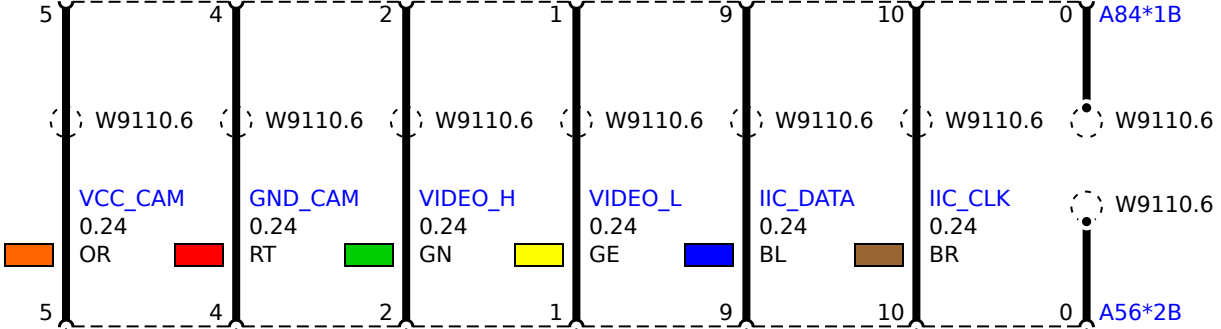 5 4 2 1 9 10 0 A84*1B
W9110.6 W9110.6 W9110.6 W9110.6 W9110.6 W9110.6 W9110.6
VCC_CAM GND_CAM VIDEO_H VIDEO_L IIC_DATA IIC_CLK W9110.6
0.24 0.24 0.24 0.24 0.24 0.24
OR RT GN GE BL BR
5 4 2 1 9 10 0 A56*2B